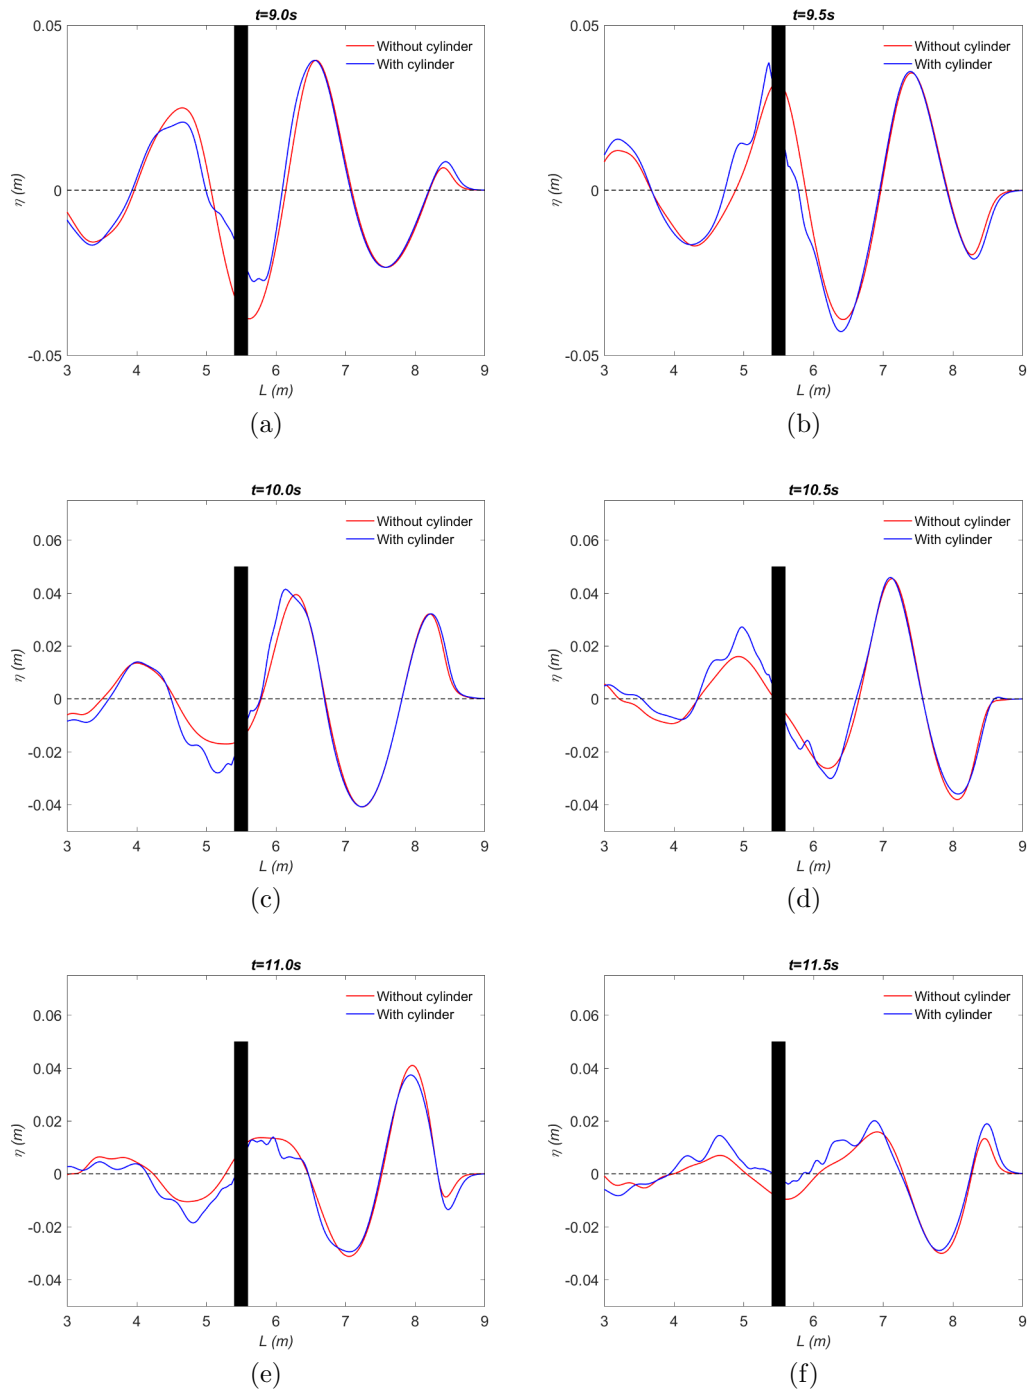 t=9.0s
0.05
0
-0.05
η (m)
Without cylinder
With cylinder
3 4 5 6 7 8 9
L (m)
(a)
t=9.5s
0.05
0
-0.05
η (m)
Without cylinder
With cylinder
3 4 5 6 7 8 9
L (m)
(b)
t=10.0s
0.06
0.04
0.02
0
-0.02
-0.04
η (m)
Without cylinder
With cylinder
3 4 5 6 7 8 9
L (m)
(c)
t=10.5s
0.06
0.04
0.02
0
-0.02
-0.04
η (m)
Without cylinder
With cylinder
3 4 5 6 7 8 9
L (m)
(d)
t=11.0s
0.06
0.04
0.02
0
-0.02
-0.04
η (m)
Without cylinder
With cylinder
3 4 5 6 7 8 9
L (m)
(e)
t=11.5s
0.06
0.04
0.02
0
-0.02
-0.04
η (m)
Without cylinder
With cylinder
3 4 5 6 7 8 9
L (m)
(f)